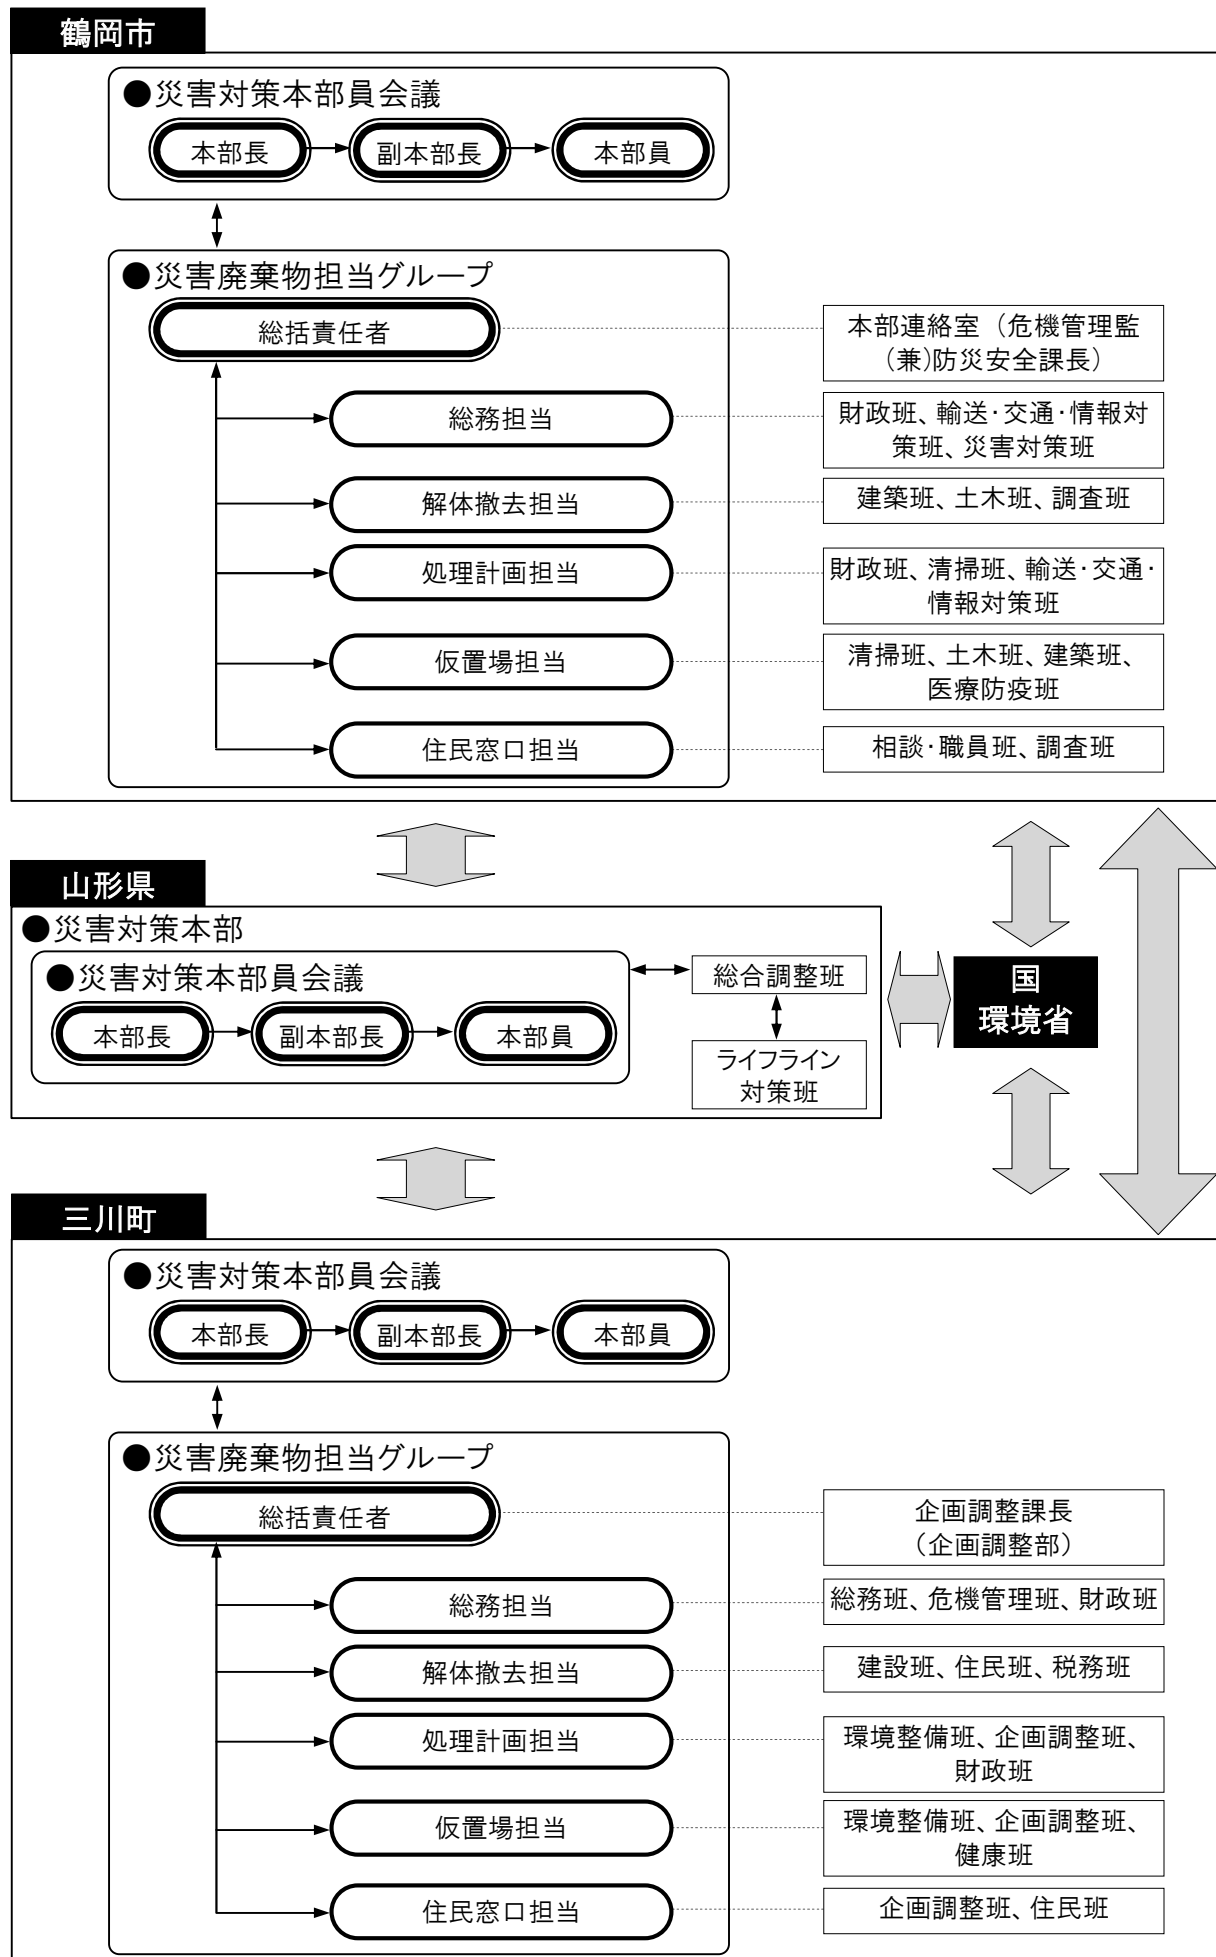 鶴岡市
●災害対策本部員会議
本部長
副本部長
本部員
●災害廃棄物担当グループ
総括責任者
本部連絡室（危機管理監
(兼)防災安全課長）
総務担当
財政班、輸送・交通・情報対
策班、災害対策班
解体撤去担当
建築班、土木班、調査班
処理計画担当
財政班、清掃班、輸送・交通・
情報対策班
仮置場担当
清掃班、土木班、建築班、
医療防疫班
住民窓口担当
相談・職員班、調査班
山形県
●災害対策本部
●災害対策本部員会議
本部長
副本部長
本部員
総合調整班
ライフライン
対策班
国
環境省
三川町
●災害対策本部員会議
本部長
副本部長
本部員
●災害廃棄物担当グループ
総括責任者
企画調整課長
（企画調整部）
総務担当
総務班、危機管理班、財政班
解体撤去担当
建設班、住民班、税務班
処理計画担当
環境整備班、企画調整班、
財政班
仮置場担当
環境整備班、企画調整班、
健康班
住民窓口担当
企画調整班、住民班